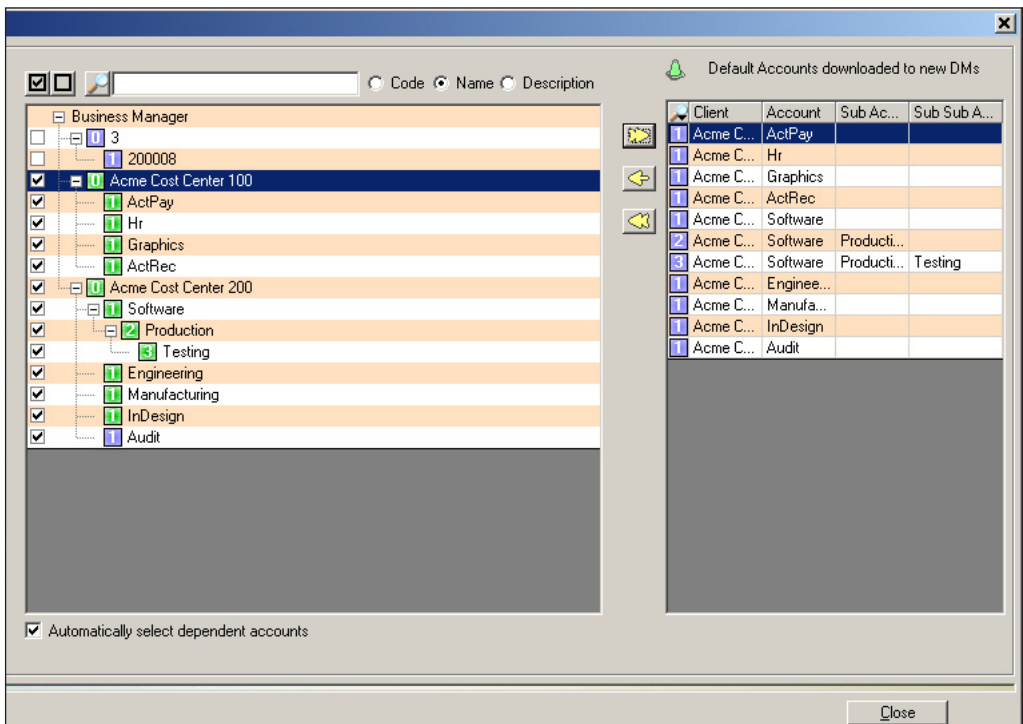 Code Name Description
Default Accounts downloaded to new DMs
Business Manager
0 3
1 200008
0 Acme Cost Center 100
1 ActPay
1 Hr
1 Graphics
1 ActRec
0 Acme Cost Center 200
1 Software
2 Production
3 Testing
1 Engineering
1 Manufacturing
1 InDesign
1 Audit
Automatically select dependent accounts
Client Account Sub Ac... Sub Sub A...
1 Acme C... ActPay
1 Acme C... Hr
1 Acme C... Graphics
1 Acme C... ActRec
1 Acme C... Software
2 Acme C... Software Producti...
3 Acme C... Software Producti... Testing
1 Acme C... Enginee...
1 Acme C... Manufa...
1 Acme C... InDesign
1 Acme C... Audit
Close